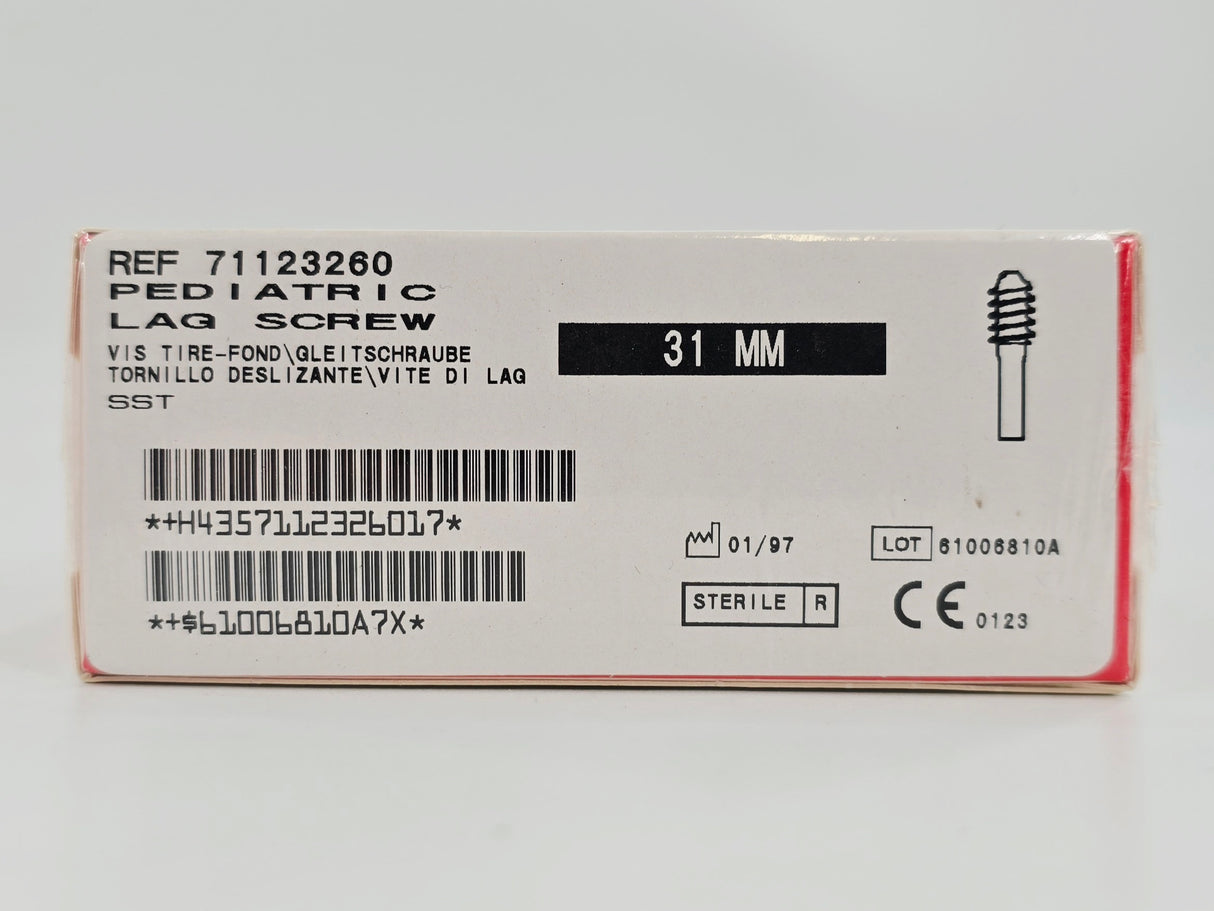 REF 71123260
PEDIATRIC
LAG SCREW
VIS TIRE-FOND\GLEITSCHRAUBE
TORNILLO DESLIZANTE\VITE DI LAG
SST
31 MM
*+H4357112326017*
*+$61006810A7X*
01/97
LOT 61006810A
STERILE R
CE 0123